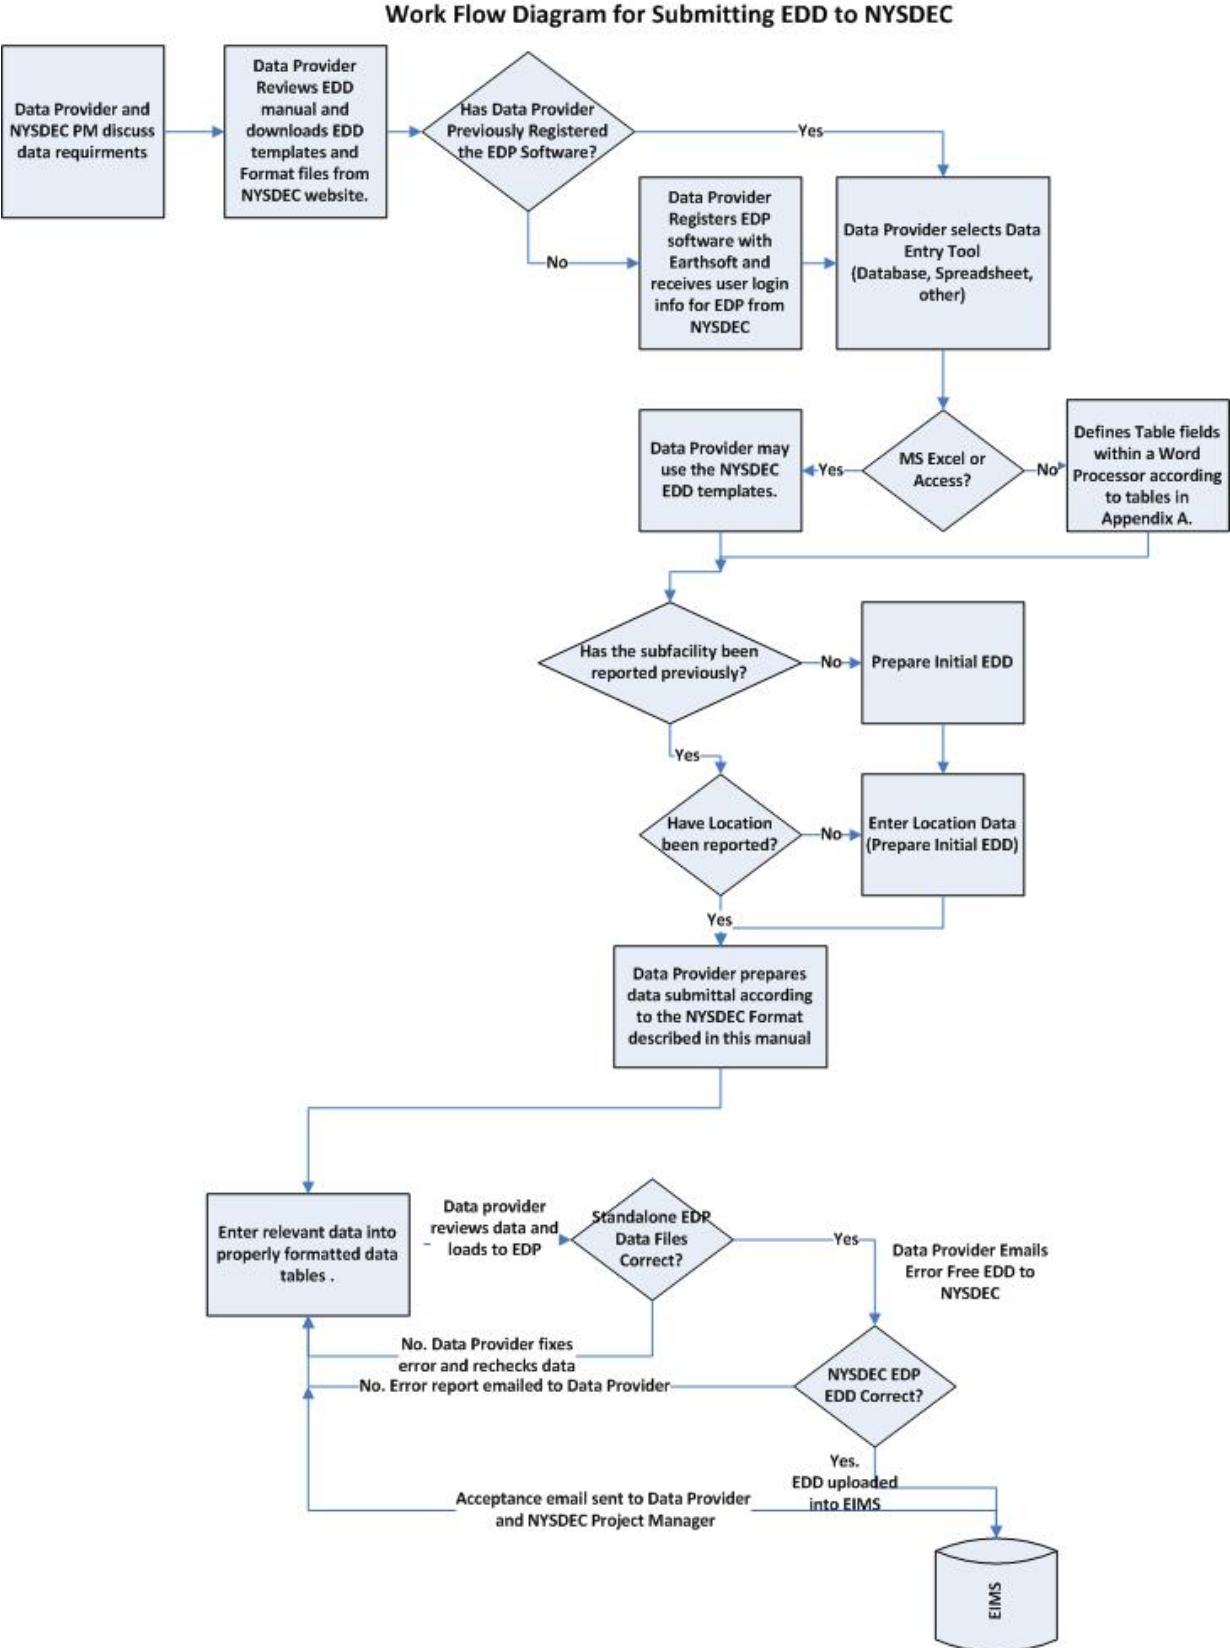 Work Flow Diagram for Submitting EDD to NYSDEC
Data Provider and
NYSDEC PM discuss
data requirments
Data Provider
Reviews EDD
manual and
downloads EDD
templates and
Format files from
NYSDEC website.
Has Data Provider
Previously Registered
the EDP Software?
Yes
No
Data Provider
Registers EDP
software with
Earthsoft and
receives user login
info for EDP from
NYSDEC
Data Provider selects Data
Entry Tool
(Database, Spreadsheet,
other)
MS Excel or
Access?
Yes
No
Data Provider may
use the NYSDEC
EDD templates.
Defines Table fields
within a Word
Processor according
to tables in
Appendix A.
Has the subfacility been
reported previously?
No
Prepare Initial EDD
Yes
Have Location
been reported?
No
Enter Location Data
(Prepare Initial EDD)
Yes
Data Provider prepares
data submittal according
to the NYSDEC Format
described in this manual
Enter relevant data into
properly formatted data
tables .
Data provider
reviews data and
loads to EDP
Standalone EDP
Data Files
Correct?
Yes
Data Provider Emails
Error Free EDD to
NYSDEC
No. Data Provider fixes
error and rechecks data
No. Error report emailed to Data Provider
NYSDEC EDP
EDD Correct?
Yes.
EDD uploaded
into EIMS
Acceptance email sent to Data Provider
and NYSDEC Project Manager
EIMS